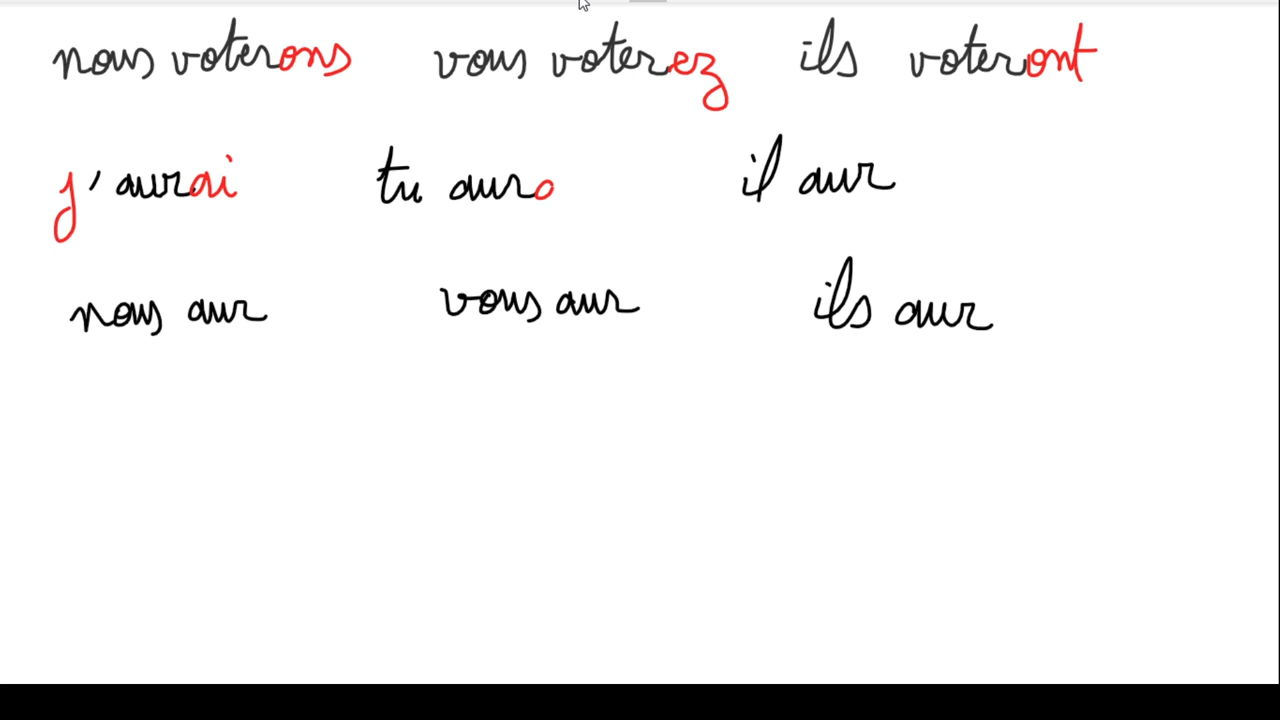 nous voterons vous voterez ils voteront
j'aurai tu auro il aur
nous aur vous aur ils aur